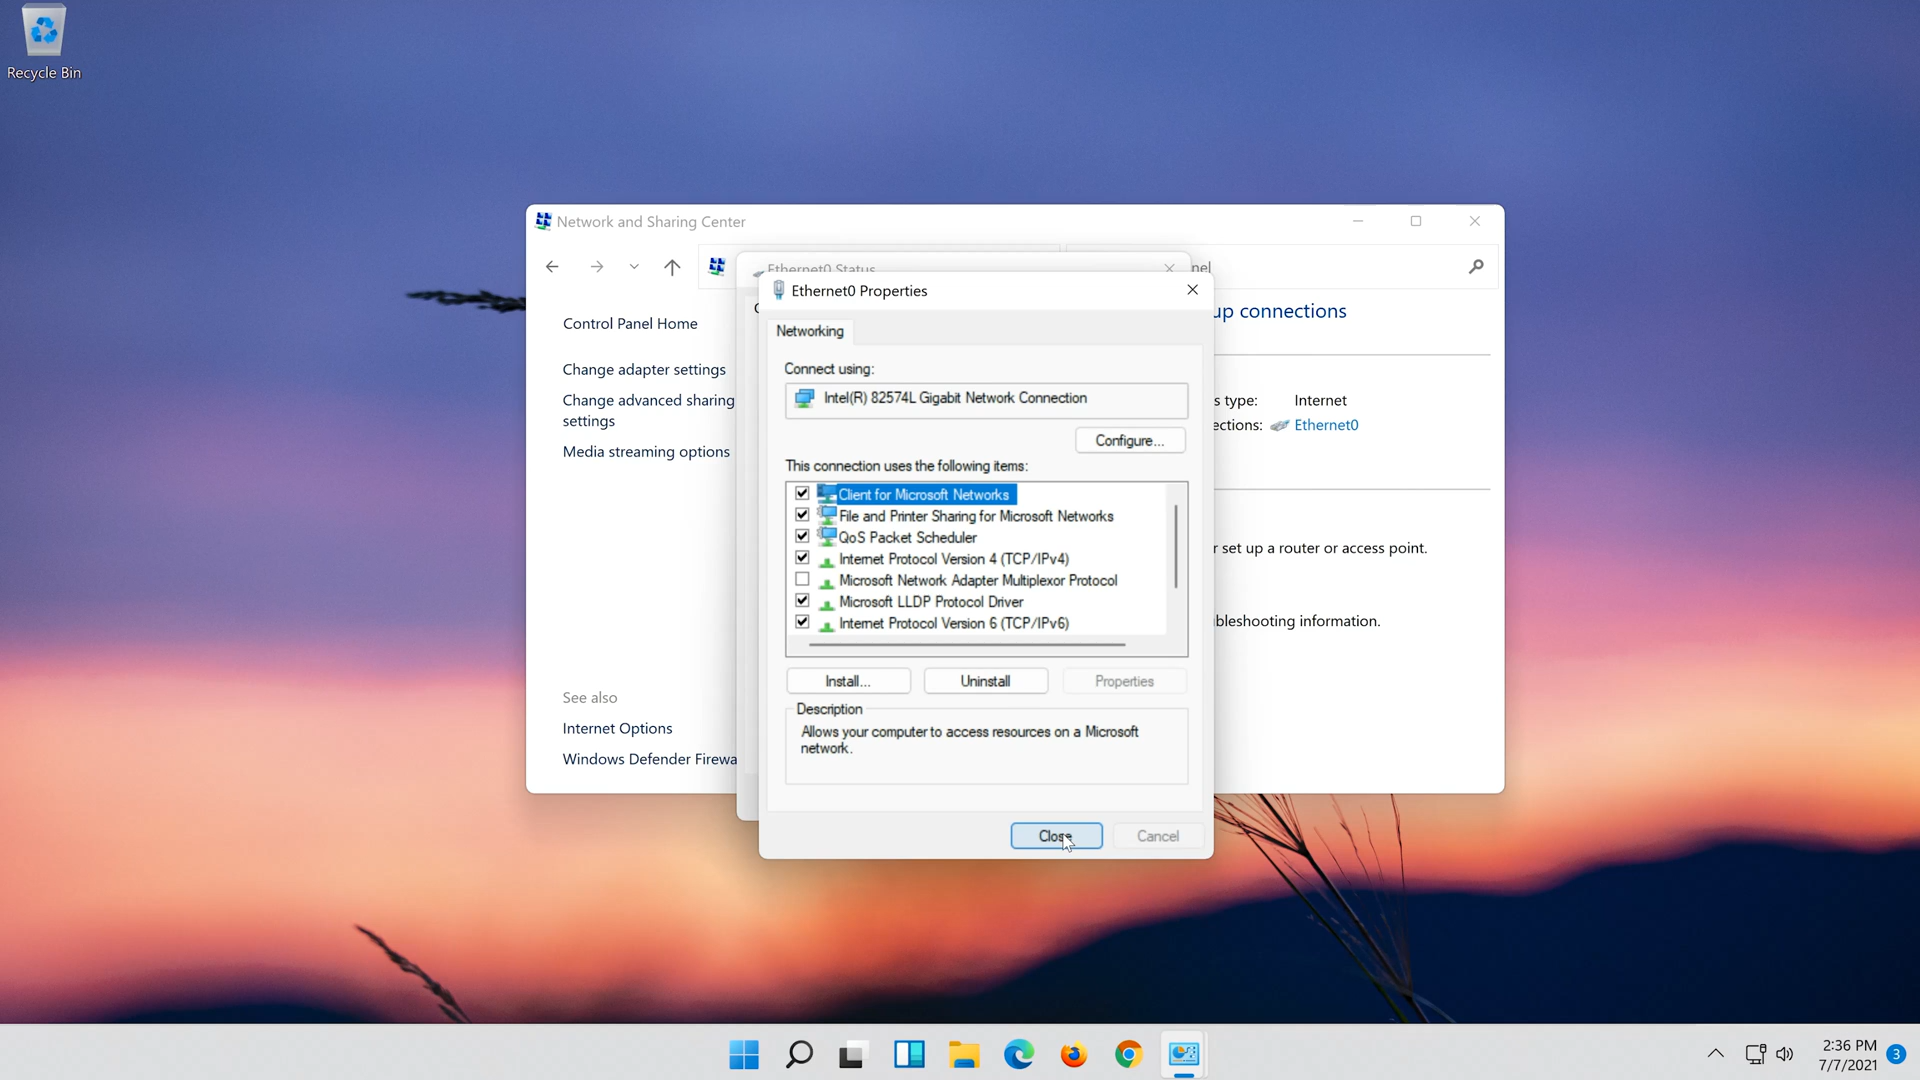 Recycle Bin
Network and Sharing Center
Ethernet0 Status
nel
Control Panel Home
Change adapter settings
Change advanced sharing
settings
Media streaming options
See also
Internet Options
Windows Defender Firewa
up connections
s type: Internet
ections: Ethernet0
r set up a router or access point.
bleshooting information.
Ethernet0 Properties
Networking
Connect using:
Intel(R) 82574L Gigabit Network Connection
Configure...
This connection uses the following items:
Client for Microsoft Networks
File and Printer Sharing for Microsoft Networks
QoS Packet Scheduler
Internet Protocol Version 4 (TCP/IPv4)
Microsoft Network Adapter Multiplexor Protocol
Microsoft LLDP Protocol Driver
Internet Protocol Version 6 (TCP/IPv6)
Install...
Uninstall
Properties
Description
Allows your computer to access resources on a Microsoft
network.
Close
Cancel
2:36 PM
7/7/2021
3